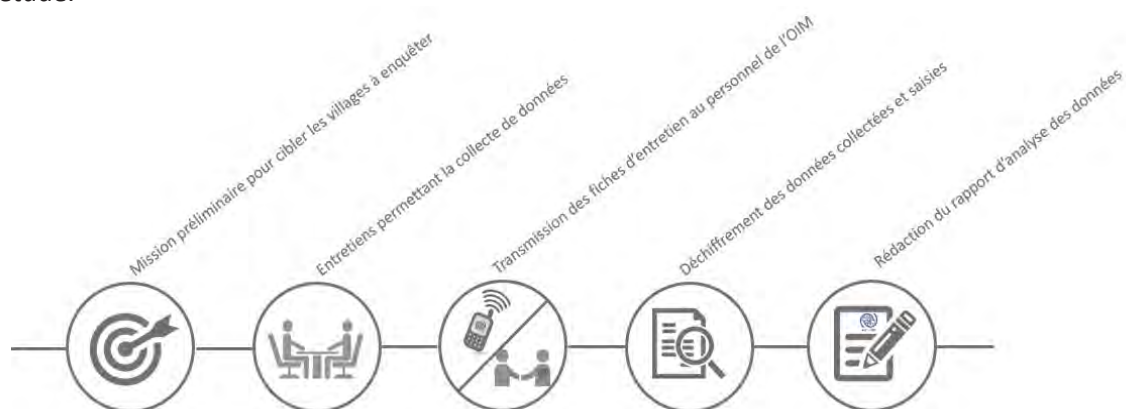 Mission préliminaire pour cibler les villages à enquêter
Entretiens permettant la collecte de données
Transmission des fiches d'entretien au personnel de l'OIM
Déchiffrement des données collectées et saisies
Rédaction du rapport d'analyse des données